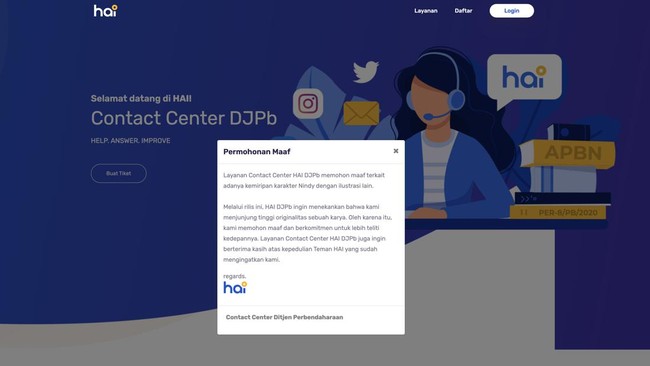 hai
Layanan
Daftar
Login
Selamat datang di HAI!
Contact Center DJPb
HELP. ANSWER. IMPROVE
Buat Tiket
hai
APBN
PER-8/PB/2020
Permohonan Maaf
×
Layanan Contact Center HAI DJPb memohon maaf terkait
adanya kemiripan karakter Nindy dengan ilustrasi lain.
Melalui rilis ini, HAI DJPb ingin menekankan bahwa kami
menjunjung tinggi originalitas sebuah karya. Oleh karena itu,
kami memohon maaf dan berkomitmen untuk lebih teliti
kedepannya. Layanan Contact Center HAI DJPb juga ingin
berterima kasih atas kepedulian Teman HAI yang sudah
mengingatkan kami.
regards.
hai
Contact Center Ditjen Perbendaharaan